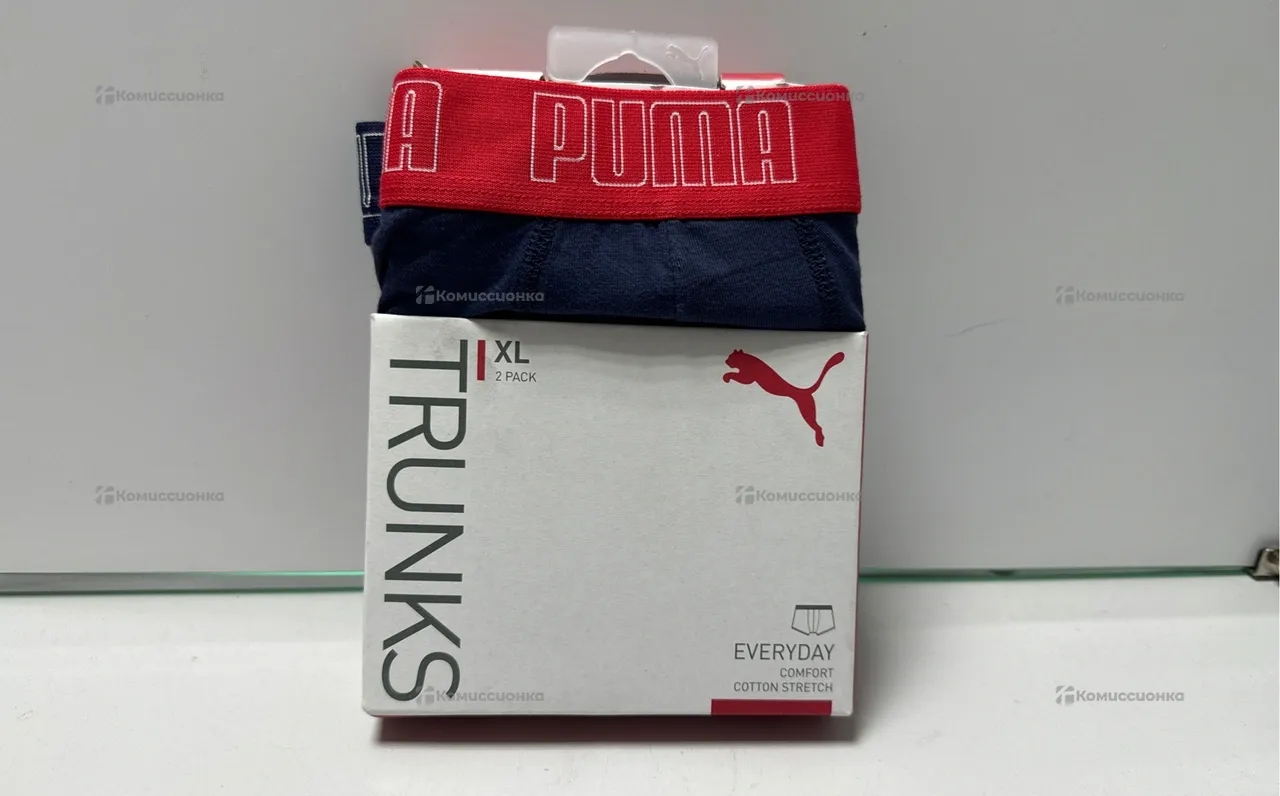 A PUMA
TRUNKS
XL
2 PACK
EVERYDAY
COMFORT
COTTON STRETCH
Комиссионка
Комиссионка
Комиссионка
Комиссионка
Комиссионка
Комиссионка
Комиссионка
Комиссионка